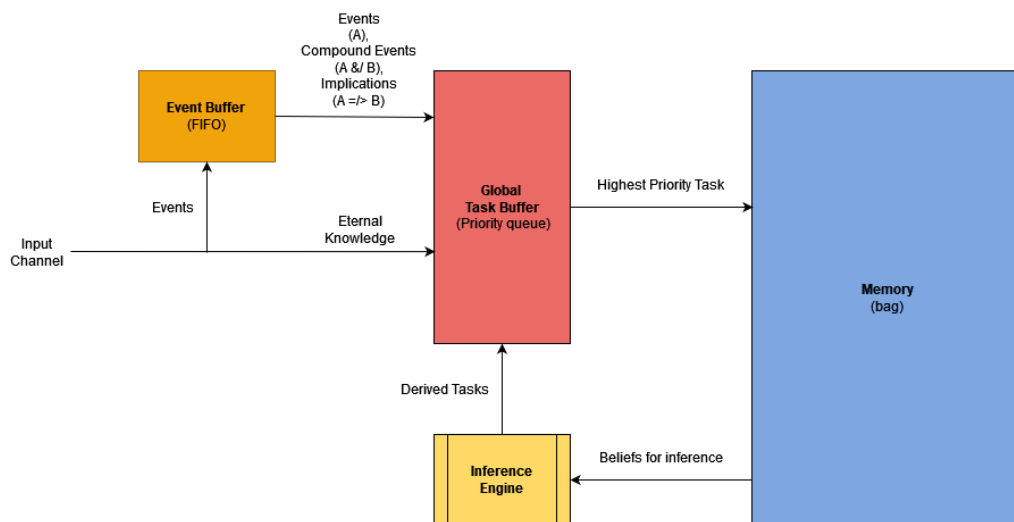 Events
(A),
Compound Events
(A &/ B),
Implications
(A =/> B)
Event Buffer
(FIFO)
Events
Input
Channel
Eternal
Knowledge
Global
Task Buffer
(Priority queue)
Highest Priority Task
Memory
(bag)
Derived Tasks
Inference
Engine
Beliefs for inference